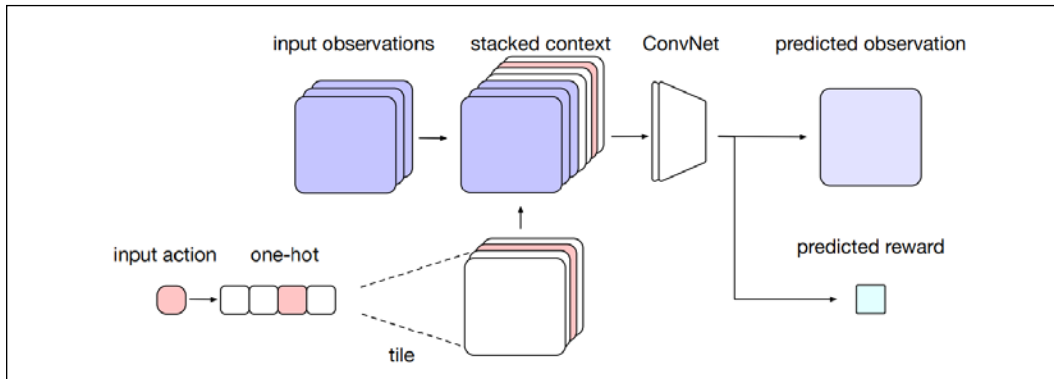 input observations
stacked context
ConvNet
predicted observation
input action
one-hot
predicted reward
tile